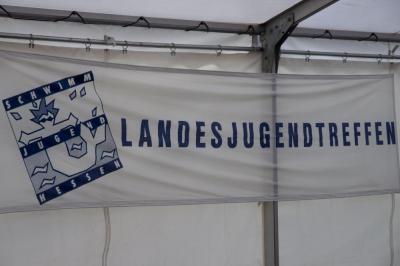 SCHWIMM
JUGEND
HESSEN
LANDESJUGENDTREFFEN